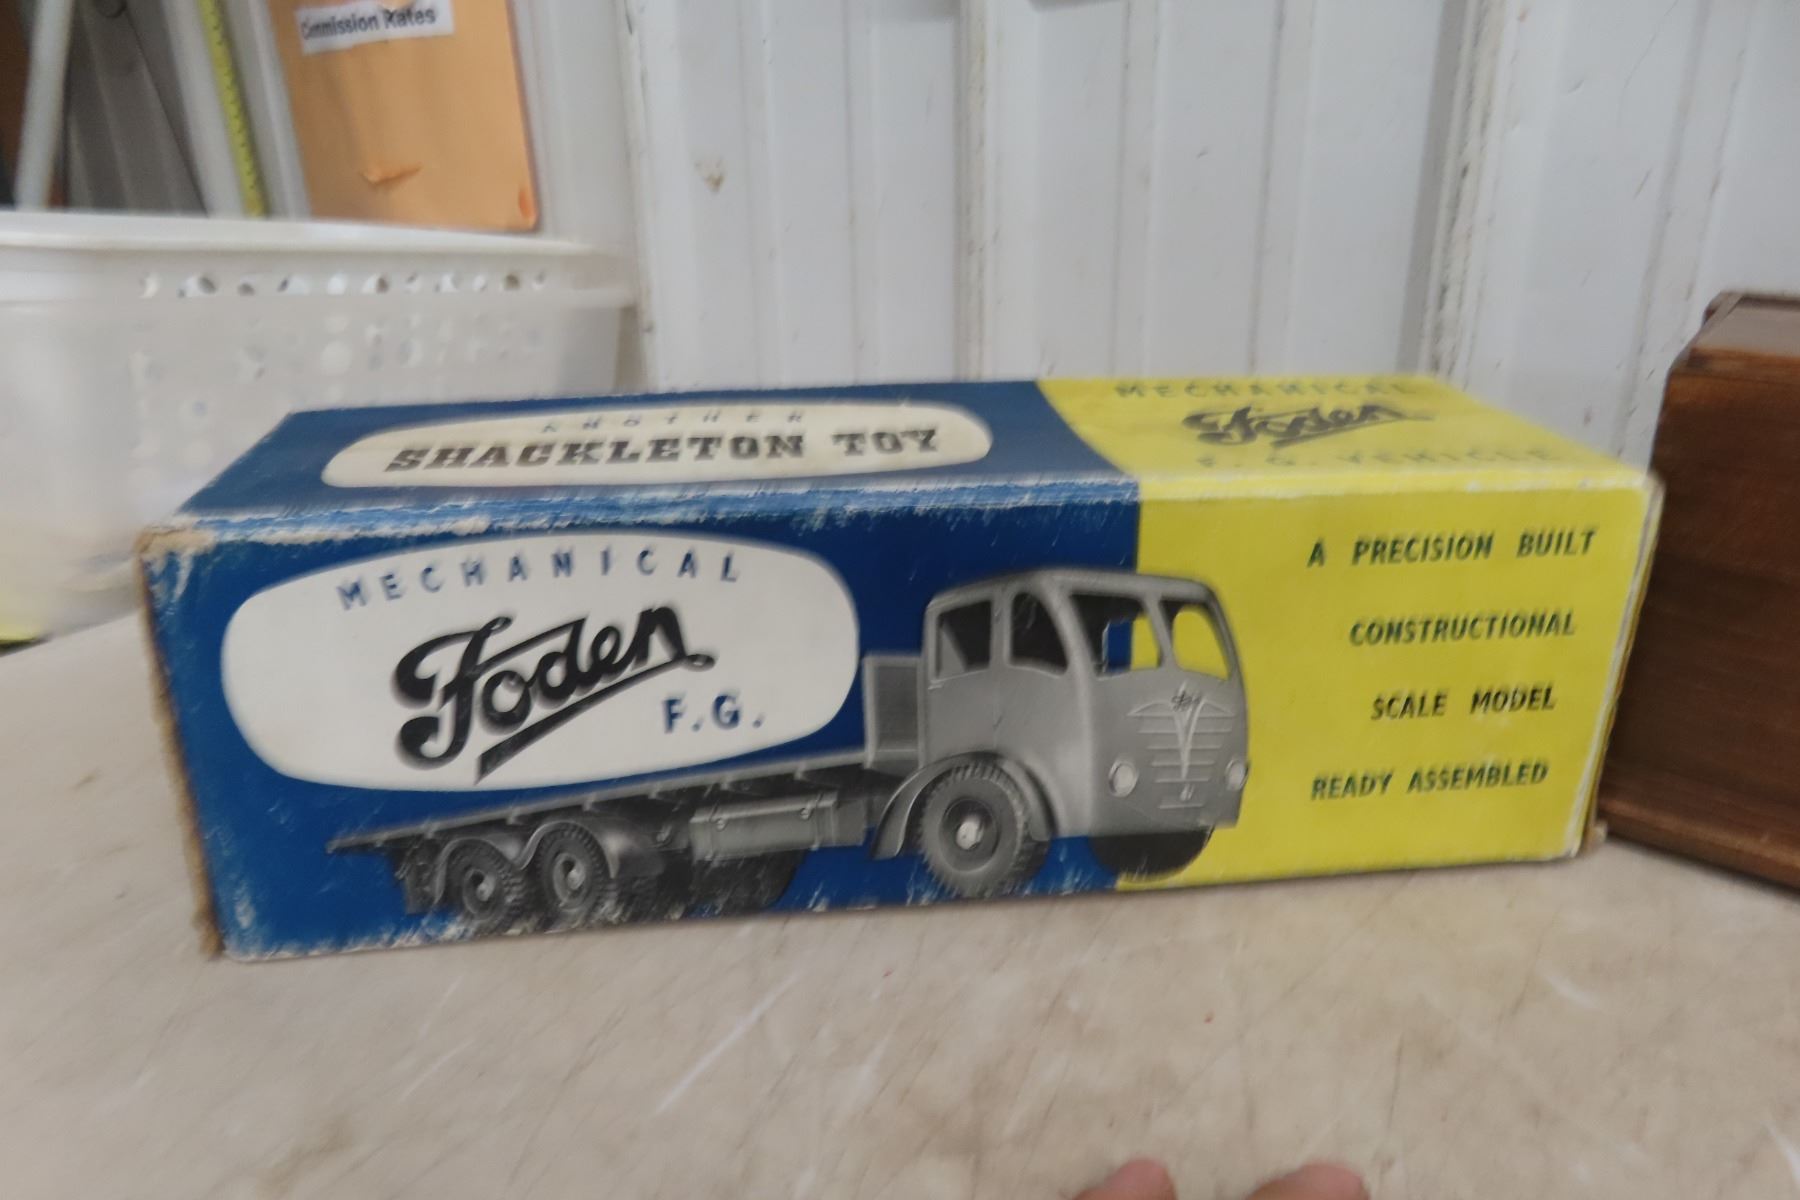 Commission Rates
ANOTHER
SHACKLETON TOY
MECHANICAL
Foden
F. G. VEHICLE
MECHANICAL
Foden
F.G.
A PRECISION BUILT
CONSTRUCTIONAL
SCALE MODEL
READY ASSEMBLED